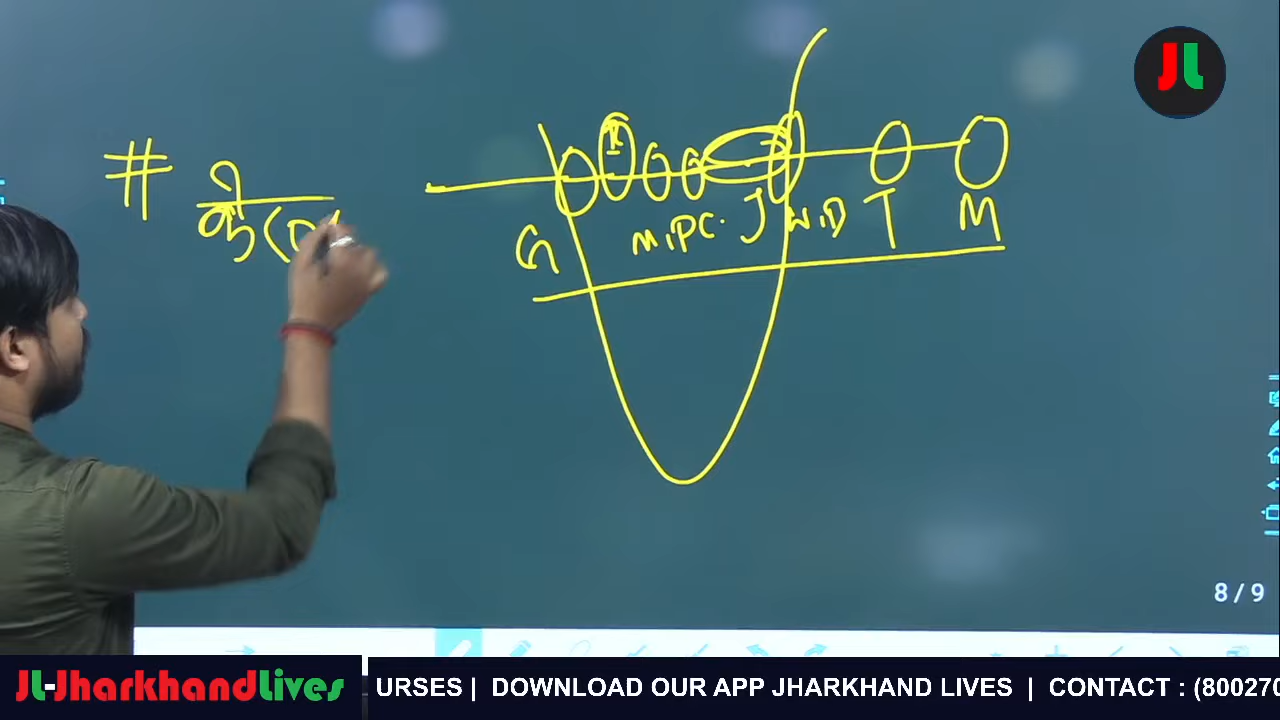 JL
#
G M.P.C. J W.D T M
8 / 9
JL-JharkhandLives
URSES | DOWNLOAD OUR APP JHARKHAND LIVES | CONTACT : (800270